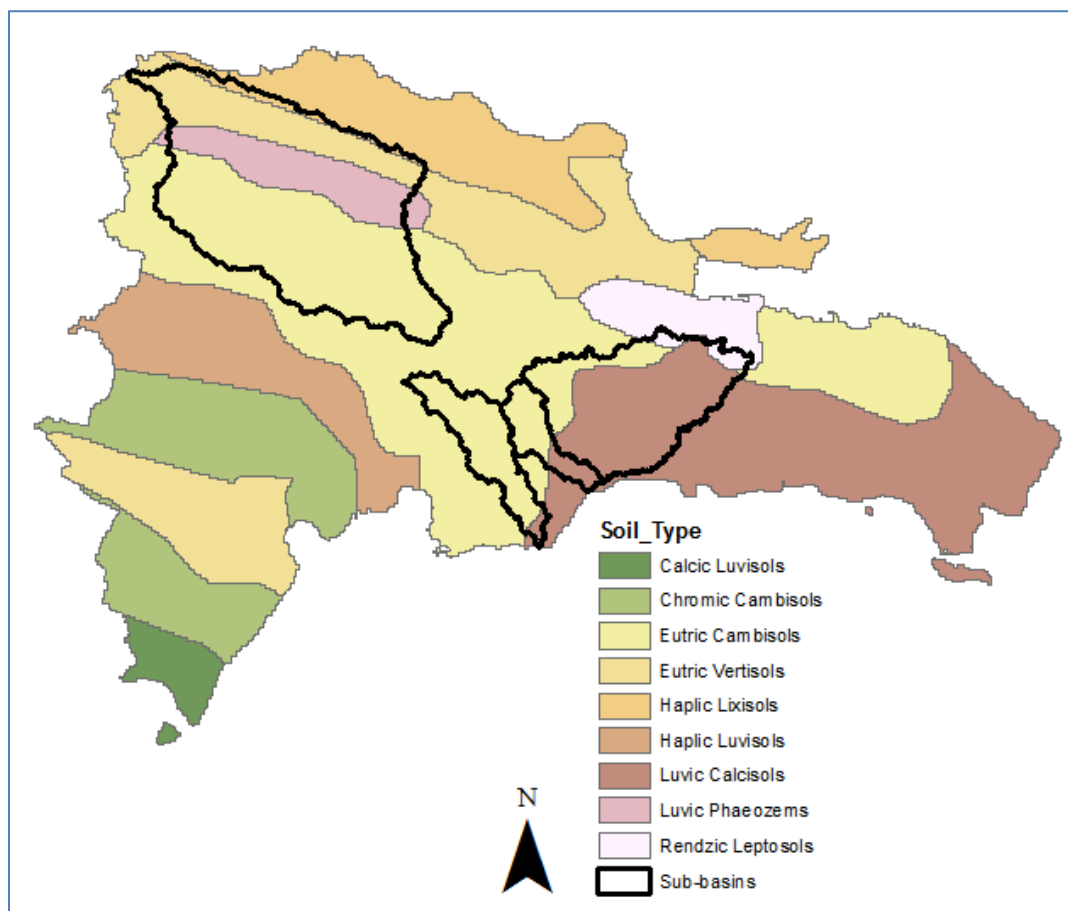 Soil_Type
Calcic Luvisols
Chromic Cambisols
Eutric Cambisols
Eutric Vertisols
Haplic Lixisols
Haplic Luvisols
Luvic Calcisols
Luvic Phaeozems
Rendzic Leptosols
Sub-basins
N